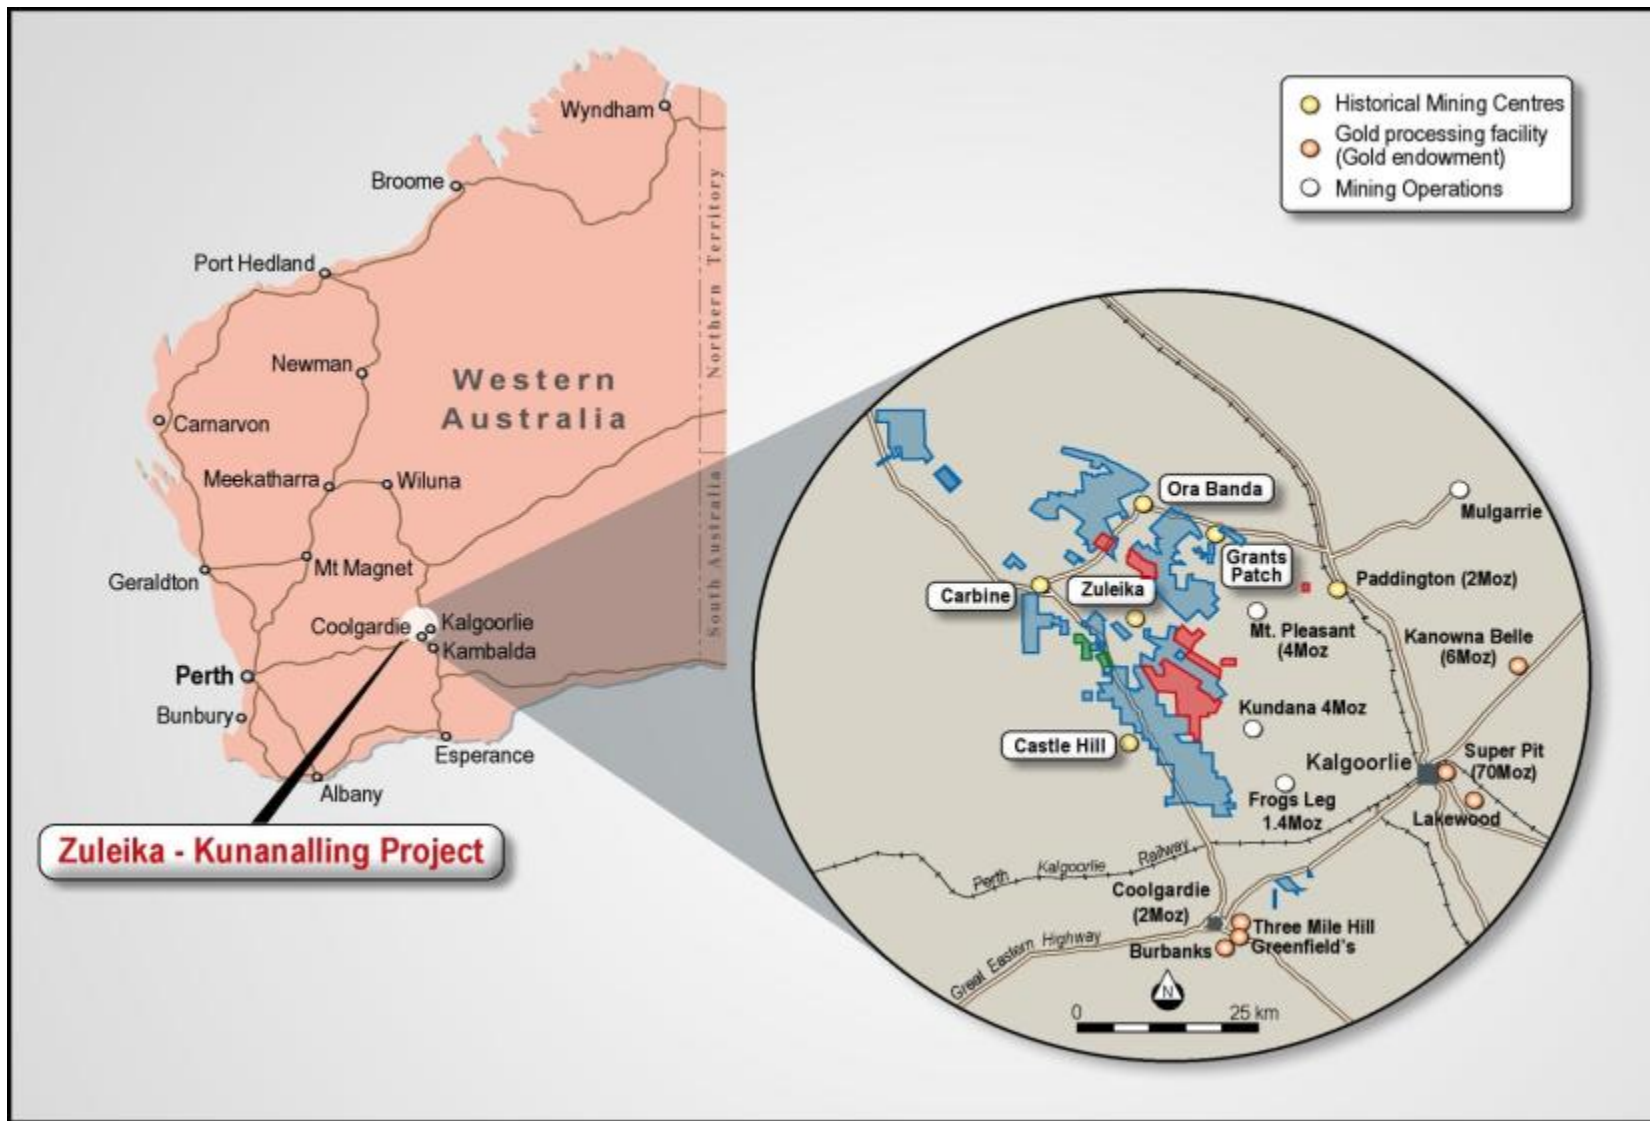 Wyndham
Broome
Port Hedland
Newman
Western
Australia
Carnarvon
Meekatharra
Wiluna
Mt Magnet
Geraldton
Coolgardie
Kalgoorlie
Kambalda
Perth
Bunbury
Esperance
Albany
Northern Territory
South Australia
Zuleika - Kunanalling Project
Historical Mining Centres
Gold processing facility
(Gold endowment)
Mining Operations
Ora Banda
Mulgarrie
Grants
Patch
Zuleika
Carbine
Paddington (2Moz)
Mt. Pleasant
(4Moz
Kanowna Belle
(6Moz)
Kundana 4Moz
Castle Hill
Kalgoorlie
Super Pit
(70Moz)
Frogs Leg
1.4Moz
Lakewood
Perth Kalgoorlie Railway
Coolgardie
(2Moz)
Three Mile Hill
Greenfield's
Burbanks
Great Eastern Highway
N
0 25 km